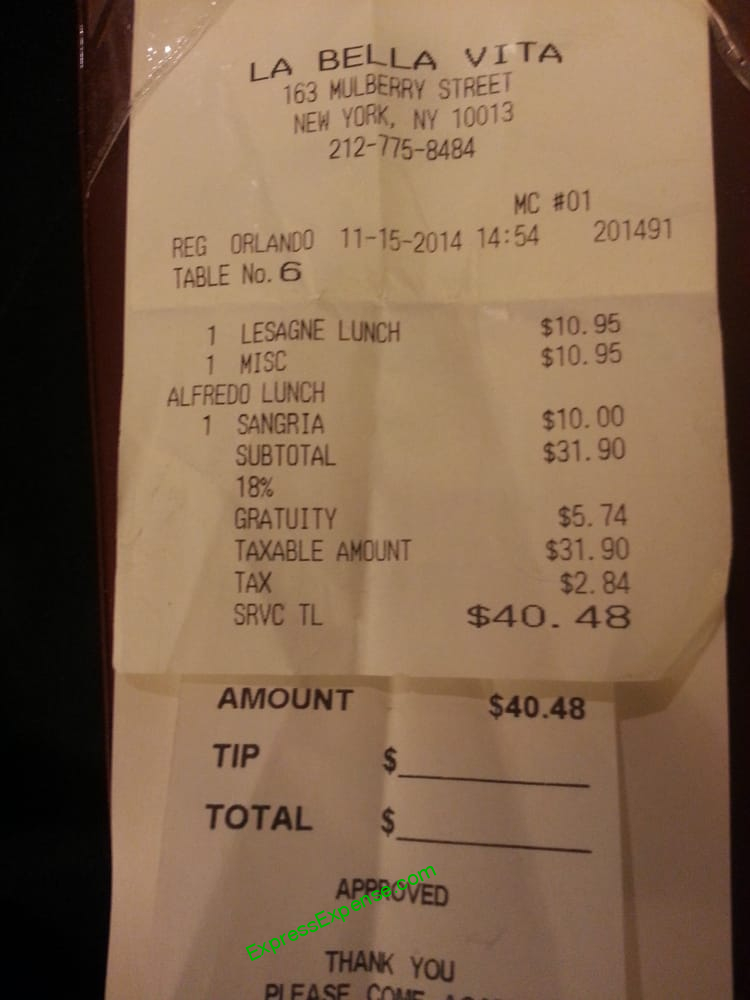 LA BELLA VITA
163 MULBERRY STREET
NEW YORK, NY 10013
212-775-8484
MC #01
REG ORLANDO 11-15-2014 14:54 201491
TABLE No. 6
1 LESAGNE LUNCH $10.95
1 MISC $10.95
ALFREDO LUNCH
1 SANGRIA $10.00
SUBTOTAL $31.90
18%
GRATUITY $5.74
TAXABLE AMOUNT $31.90
TAX $2.84
SRVC TL $40.48
AMOUNT $40.48
TIP $
TOTAL $
APPROVED
ExpressExpense.com
THANK YOU
PLEASE COME